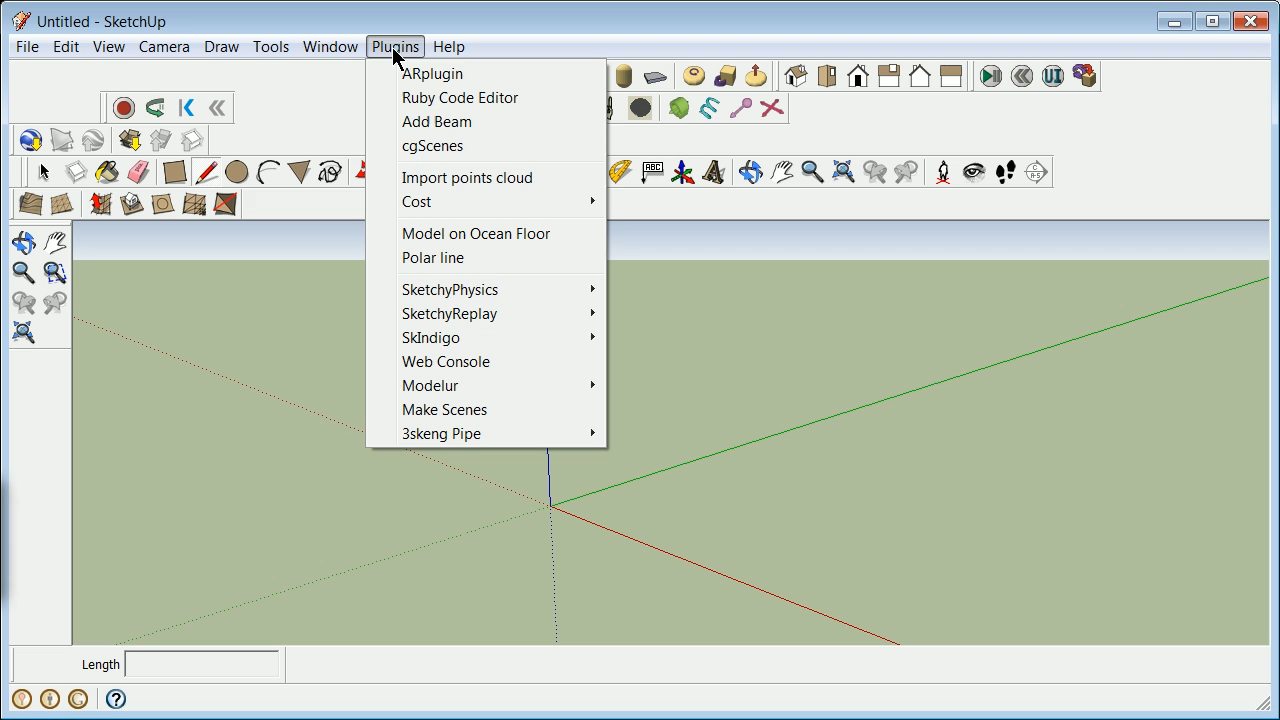 Untitled - SketchUp
File Edit View Camera Draw Tools Window Plugins Help
ARplugin
Ruby Code Editor
Add Beam
cgScenes
Import points cloud
Cost
Model on Ocean Floor
Polar line
SketchyPhysics
SketchyReplay
SkIndigo
Web Console
Modelur
Make Scenes
3skeng Pipe
UI
ABC
A
Length